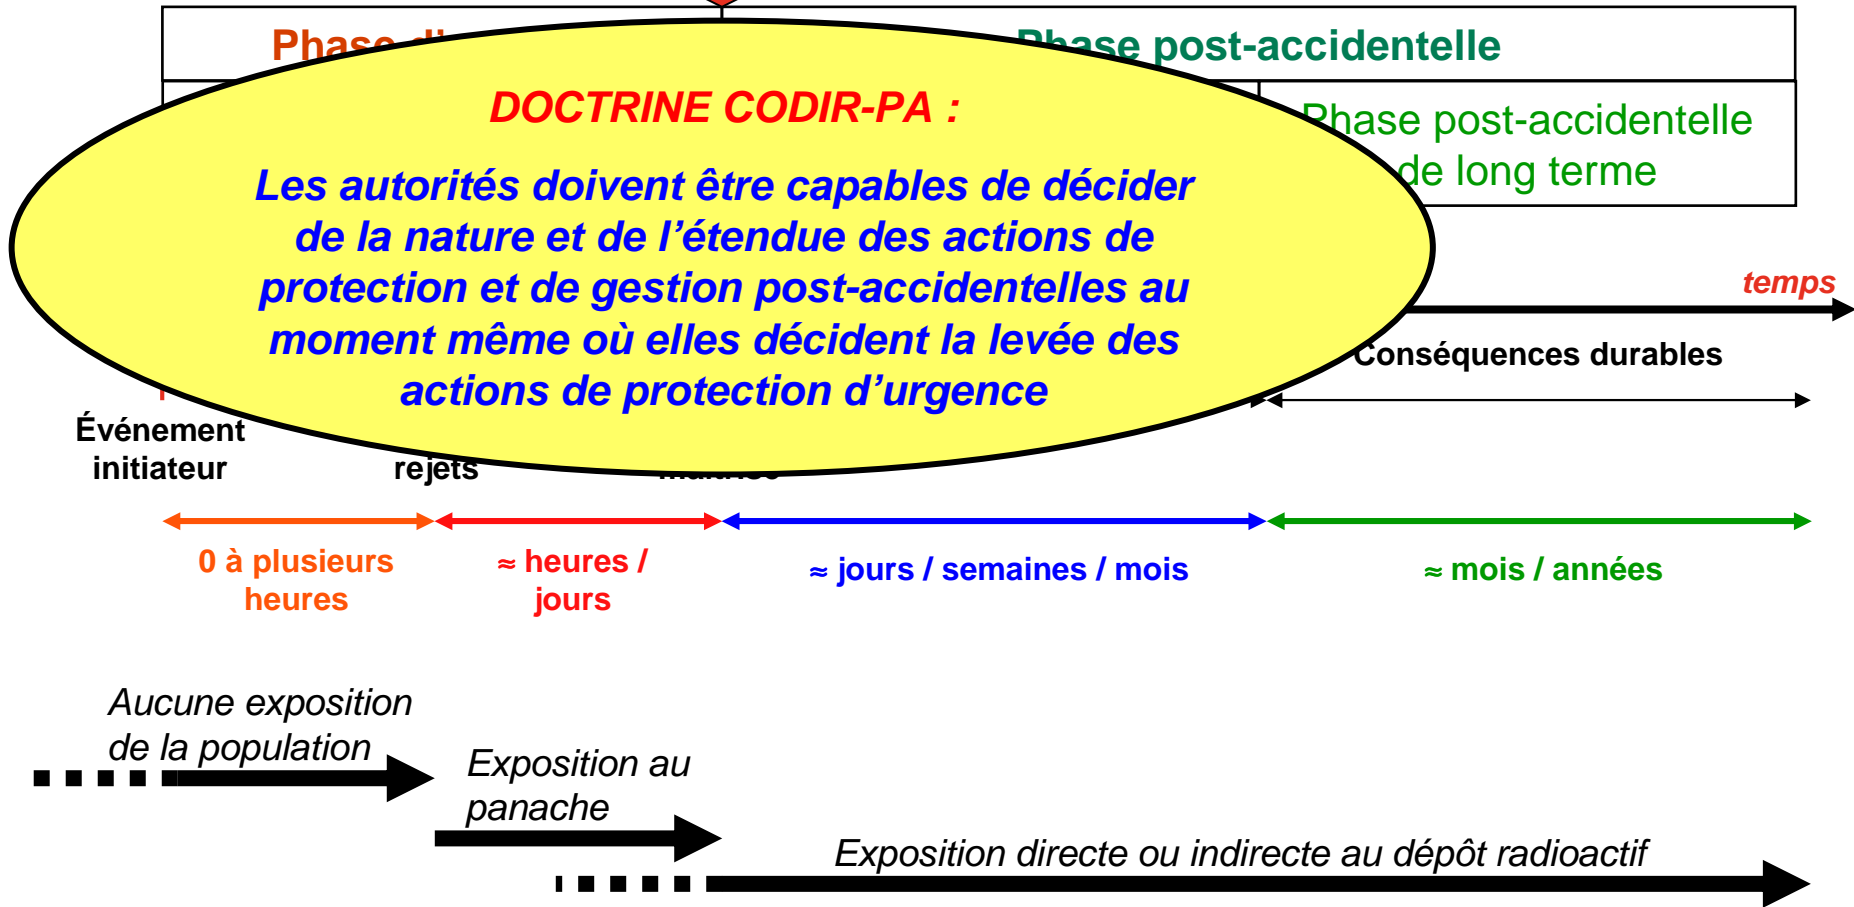 Phase
Phase post-accidentelle
DOCTRINE CODIR-PA :
Phase post-accidentelle
de long terme
Les autorités doivent être capables de décider
de la nature et de l’étendue des actions de
protection et de gestion post-accidentelles au
moment même où elles décident la levée des
actions de protection d’urgence
temps
Conséquences durables
Événement
initiateur
rejets
0 à plusieurs
heures
≈ heures /
jours
≈ jours / semaines / mois
≈ mois / années
Aucune exposition
de la population
Exposition au
panache
Exposition directe ou indirecte au dépôt radioactif